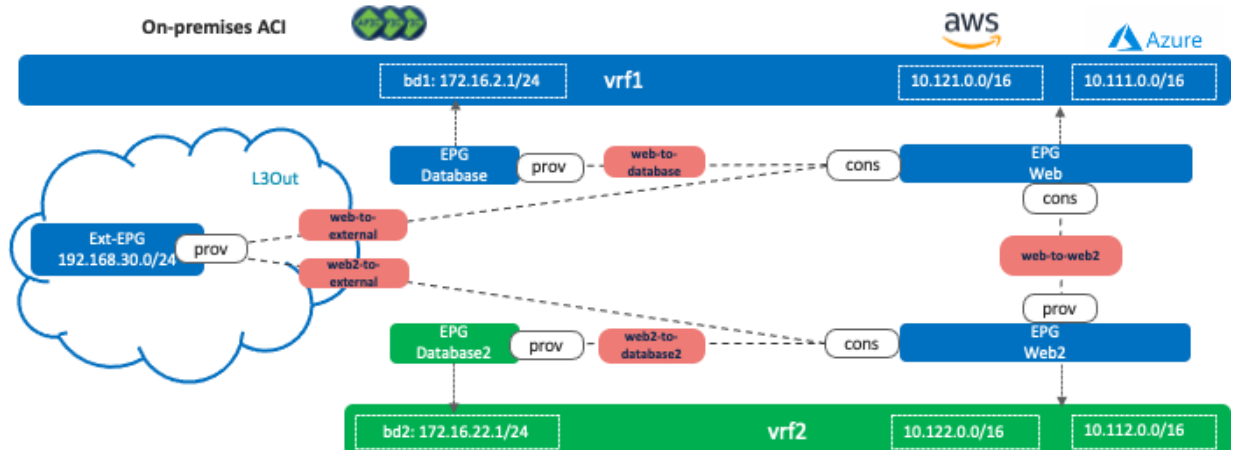 On-premises ACI
aws
Azure
bd1: 172.16.2.1/24
vrf1
10.121.0.0/16
10.111.0.0/16
L3Out
EPG
Database
prov
web-to-
database
cons
EPG
Web
cons
web-to-
external
Ext-EPG
192.168.30.0/24
prov
web2-to-
external
web-to-web2
prov
EPG
Database2
prov
web2-to-
database2
cons
EPG
Web2
bd2: 172.16.22.1/24
vrf2
10.122.0.0/16
10.112.0.0/16